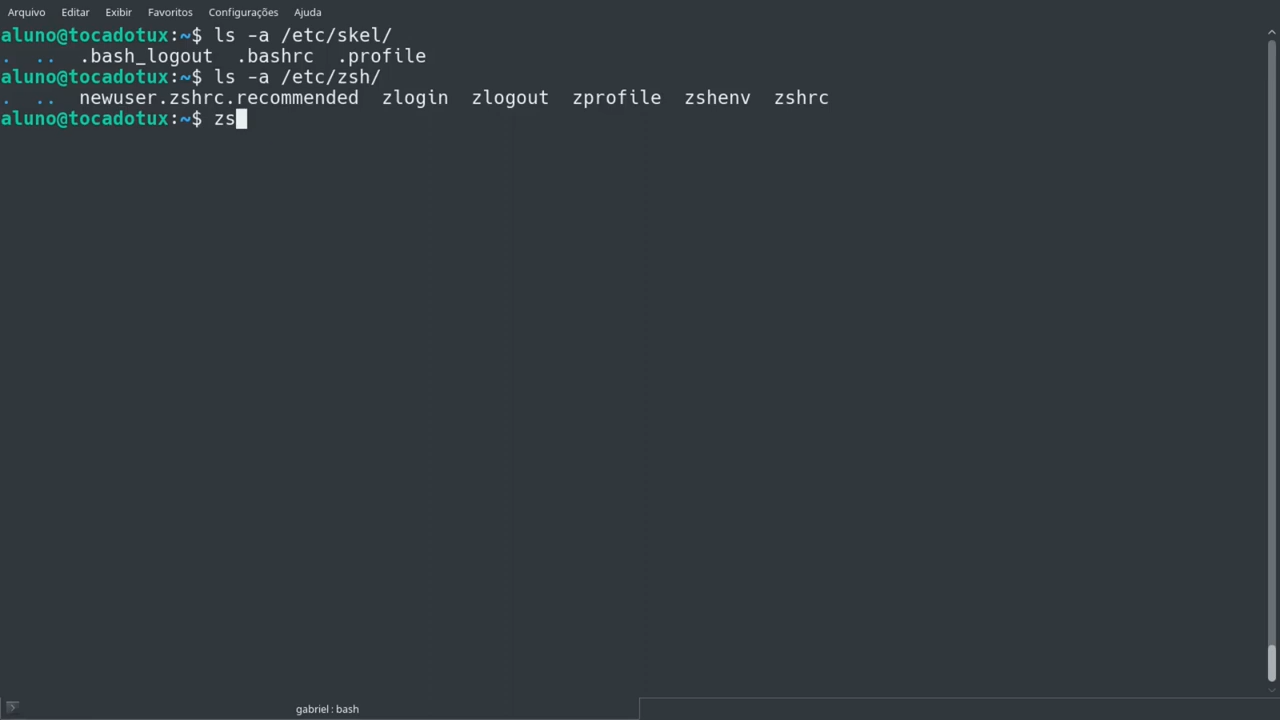 Arquivo Editar Exibir Favoritos Configurações Ajuda
aluno@tocadotux:~$ ls -a /etc/skel/
. .. .bash_logout .bashrc .profile
aluno@tocadotux:~$ ls -a /etc/zsh/
. .. newuser.zshrc.recommended zlogin zlogout zprofile zshenv zshrc
aluno@tocadotux:~$ zs
gabriel : bash